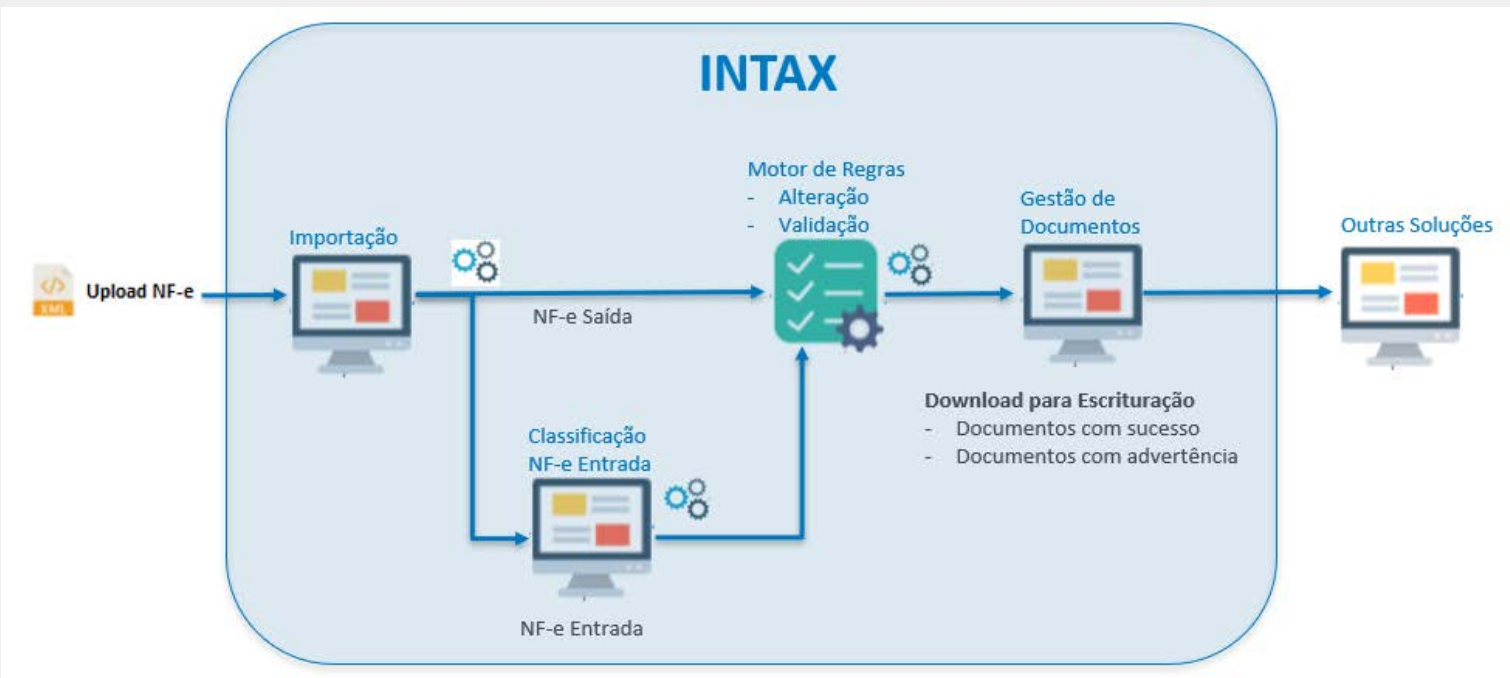 INTAX
Motor de Regras
- Alteração
- Validação
Gestão de
Documentos
Outras Soluções
Importação
</>
XML
Upload NF-e
NF-e Saída
Download para Escrituração
- Documentos com sucesso
- Documentos com advertência
Classificação
NF-e Entrada
NF-e Entrada